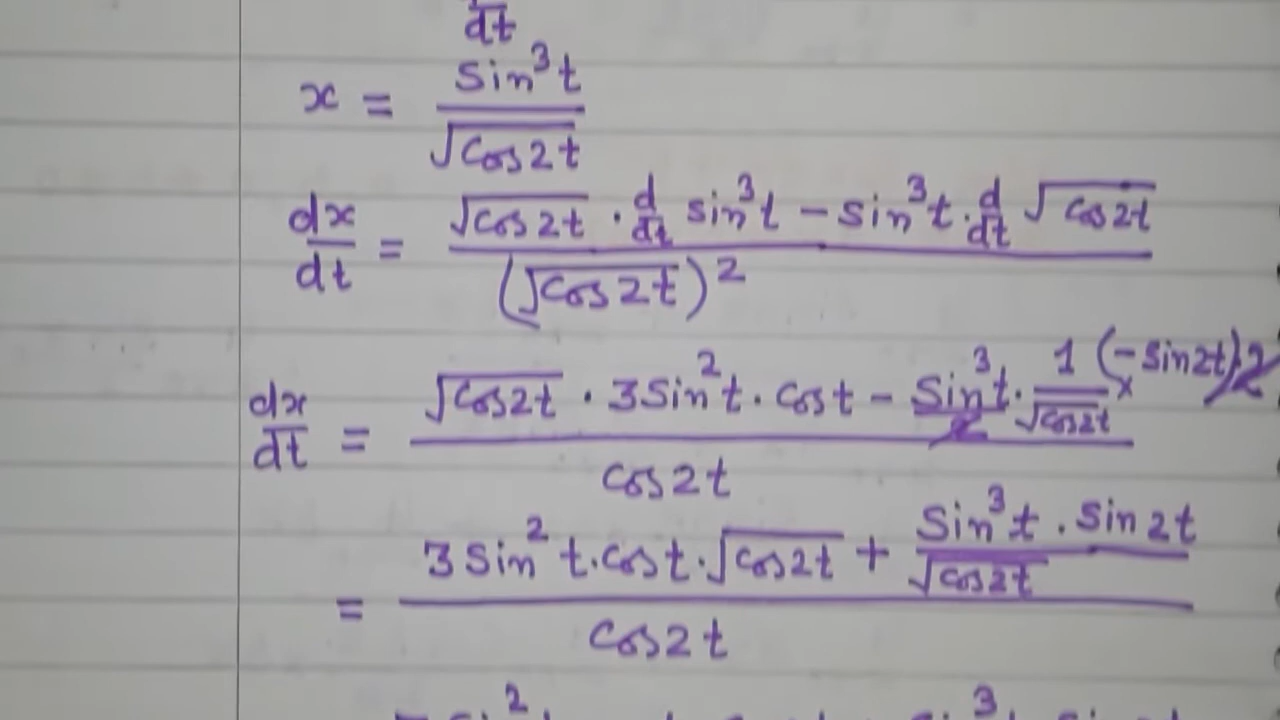 dt
x = sin³t / √cos2t
dx/dt = (√cos2t · d/dt sin³t − sin³t · d/dt √cos2t) / (√cos2t)²
dx/dt = (√cos2t · 3sin²t · cost − sin³t/2 · 1/√cos2t × (−sin2t)2) / cos2t
= (3sin²t · cost · √cos2t + sin³t · sin2t / √cos2t) / cos2t